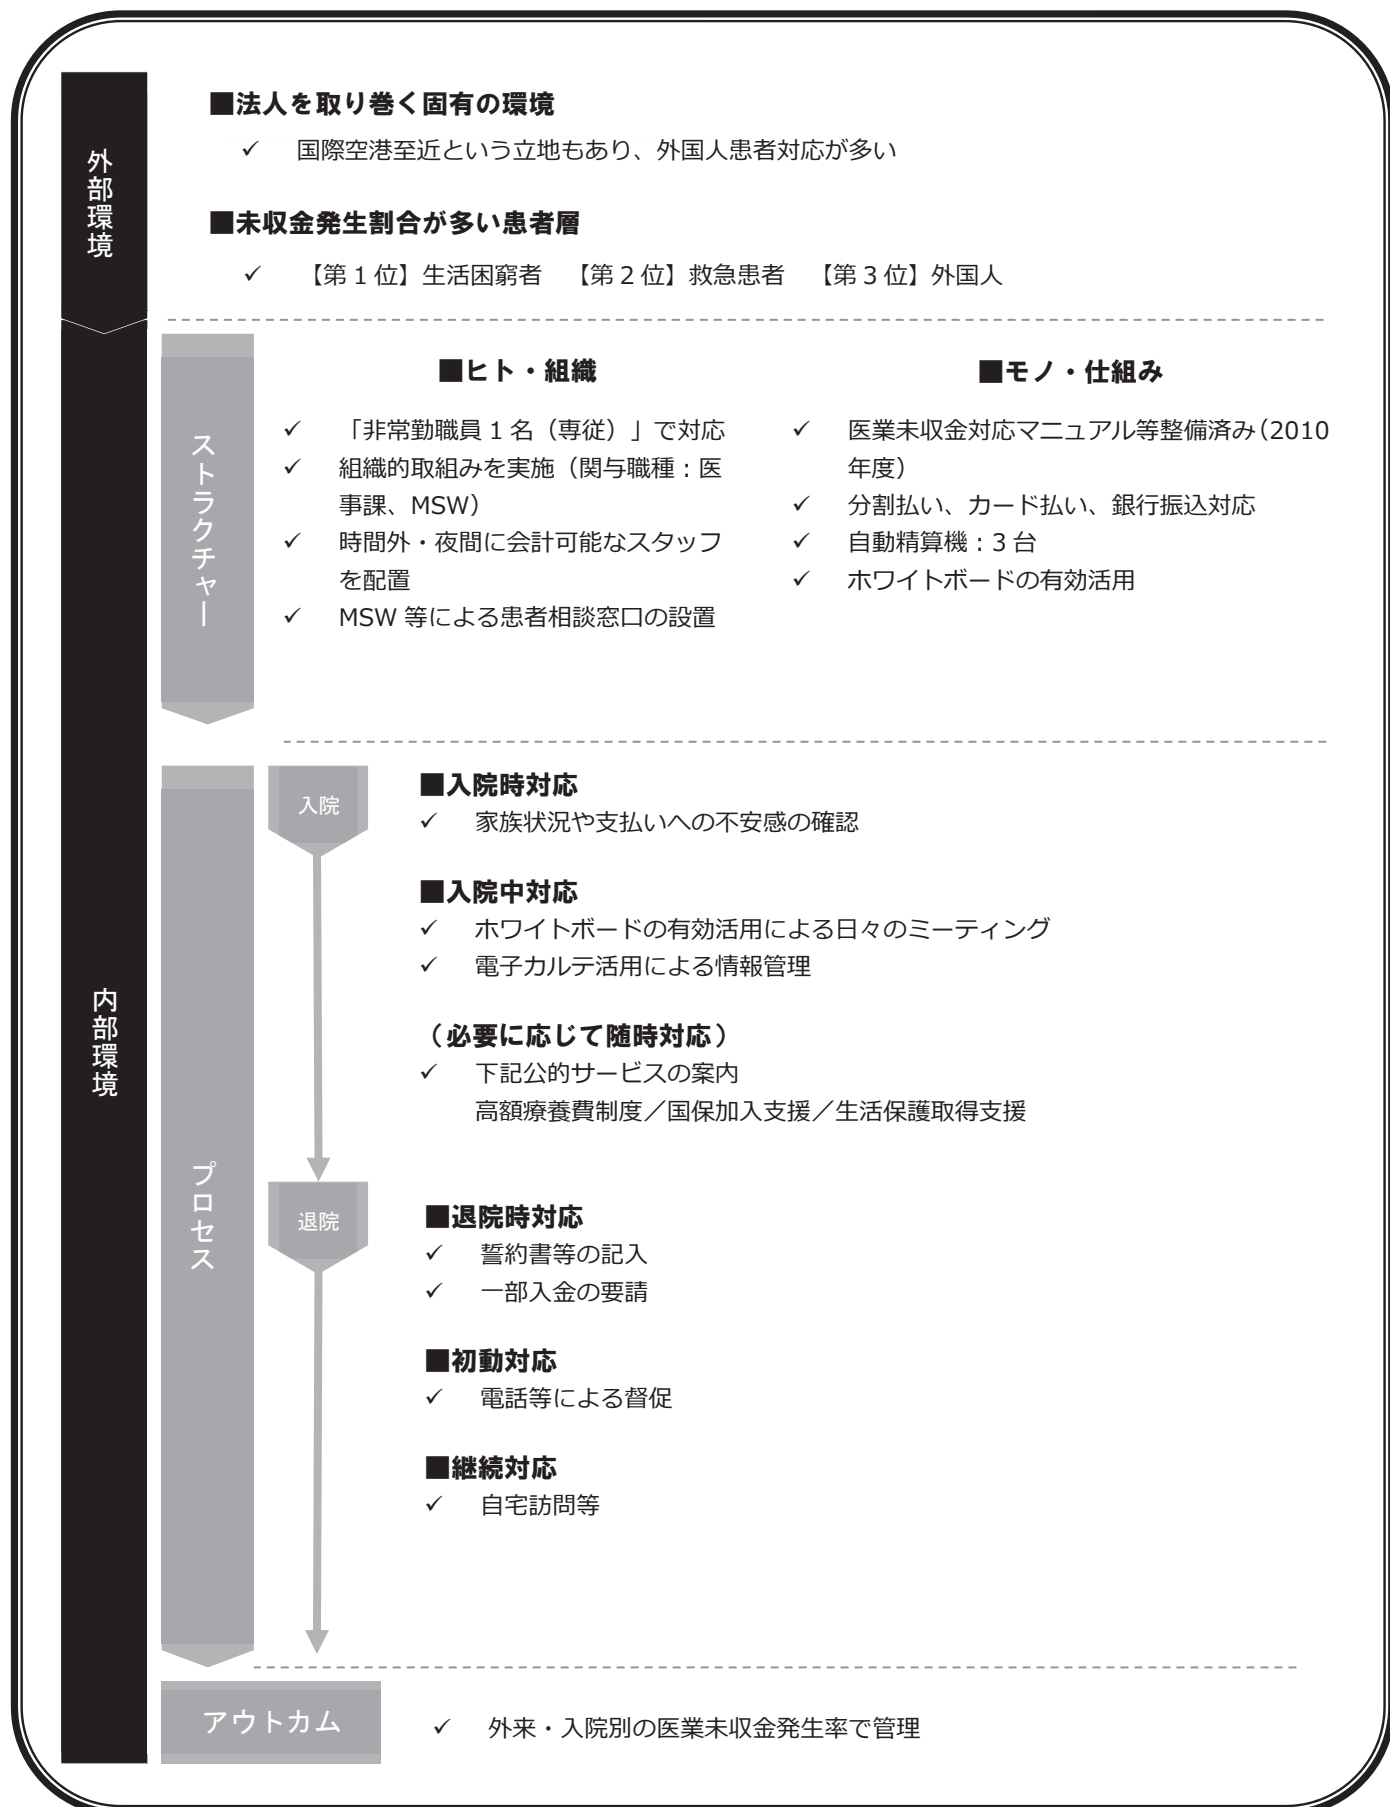 外部環境
■法人を取り巻く固有の環境
✓ 国際空港至近という立地もあり、外国人患者対応が多い
■未収金発生割合が多い患者層
✓ 【第1位】生活困窮者 【第2位】救急患者 【第3位】外国人
内部環境
ストラクチャー
■ヒト・組織
✓ 「非常勤職員1名（専従）」で対応
✓ 組織的取組みを実施（関与職種：医
事課、MSW）
✓ 時間外・夜間に会計可能なスタッフ
を配置
✓ MSW 等による患者相談窓口の設置
■モノ・仕組み
✓ 医業未収金対応マニュアル等整備済み（2010
年度）
✓ 分割払い、カード払い、銀行振込対応
✓ 自動精算機：3台
✓ ホワイトボードの有効活用
プロセス
入院
■入院時対応
✓ 家族状況や支払いへの不安感の確認
■入院中対応
✓ ホワイトボードの有効活用による日々のミーティング
✓ 電子カルテ活用による情報管理
（必要に応じて随時対応）
✓ 下記公的サービスの案内
高額療養費制度／国保加入支援／生活保護取得支援
退院
■退院時対応
✓ 誓約書等の記入
✓ 一部入金の要請
■初動対応
✓ 電話等による督促
■継続対応
✓ 自宅訪問等
アウトカム
✓ 外来・入院別の医業未収金発生率で管理